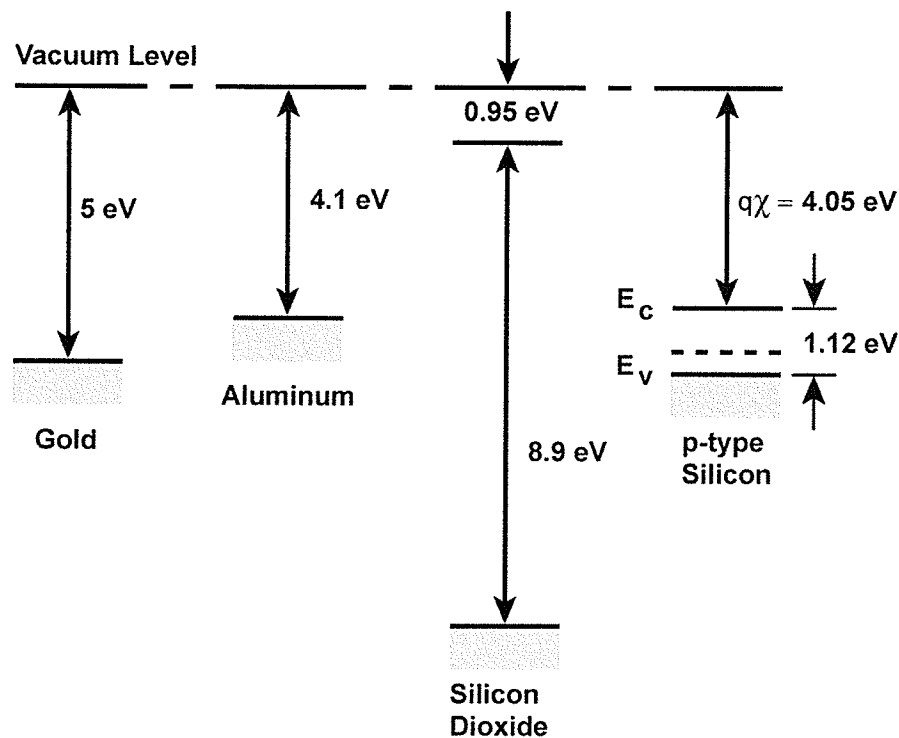 Vacuum Level
0.95 eV
5 eV
4.1 eV
qχ = 4.05 eV
E_C
1.12 eV
E_V
Aluminum
Gold
8.9 eV
p-type
Silicon
Silicon
Dioxide